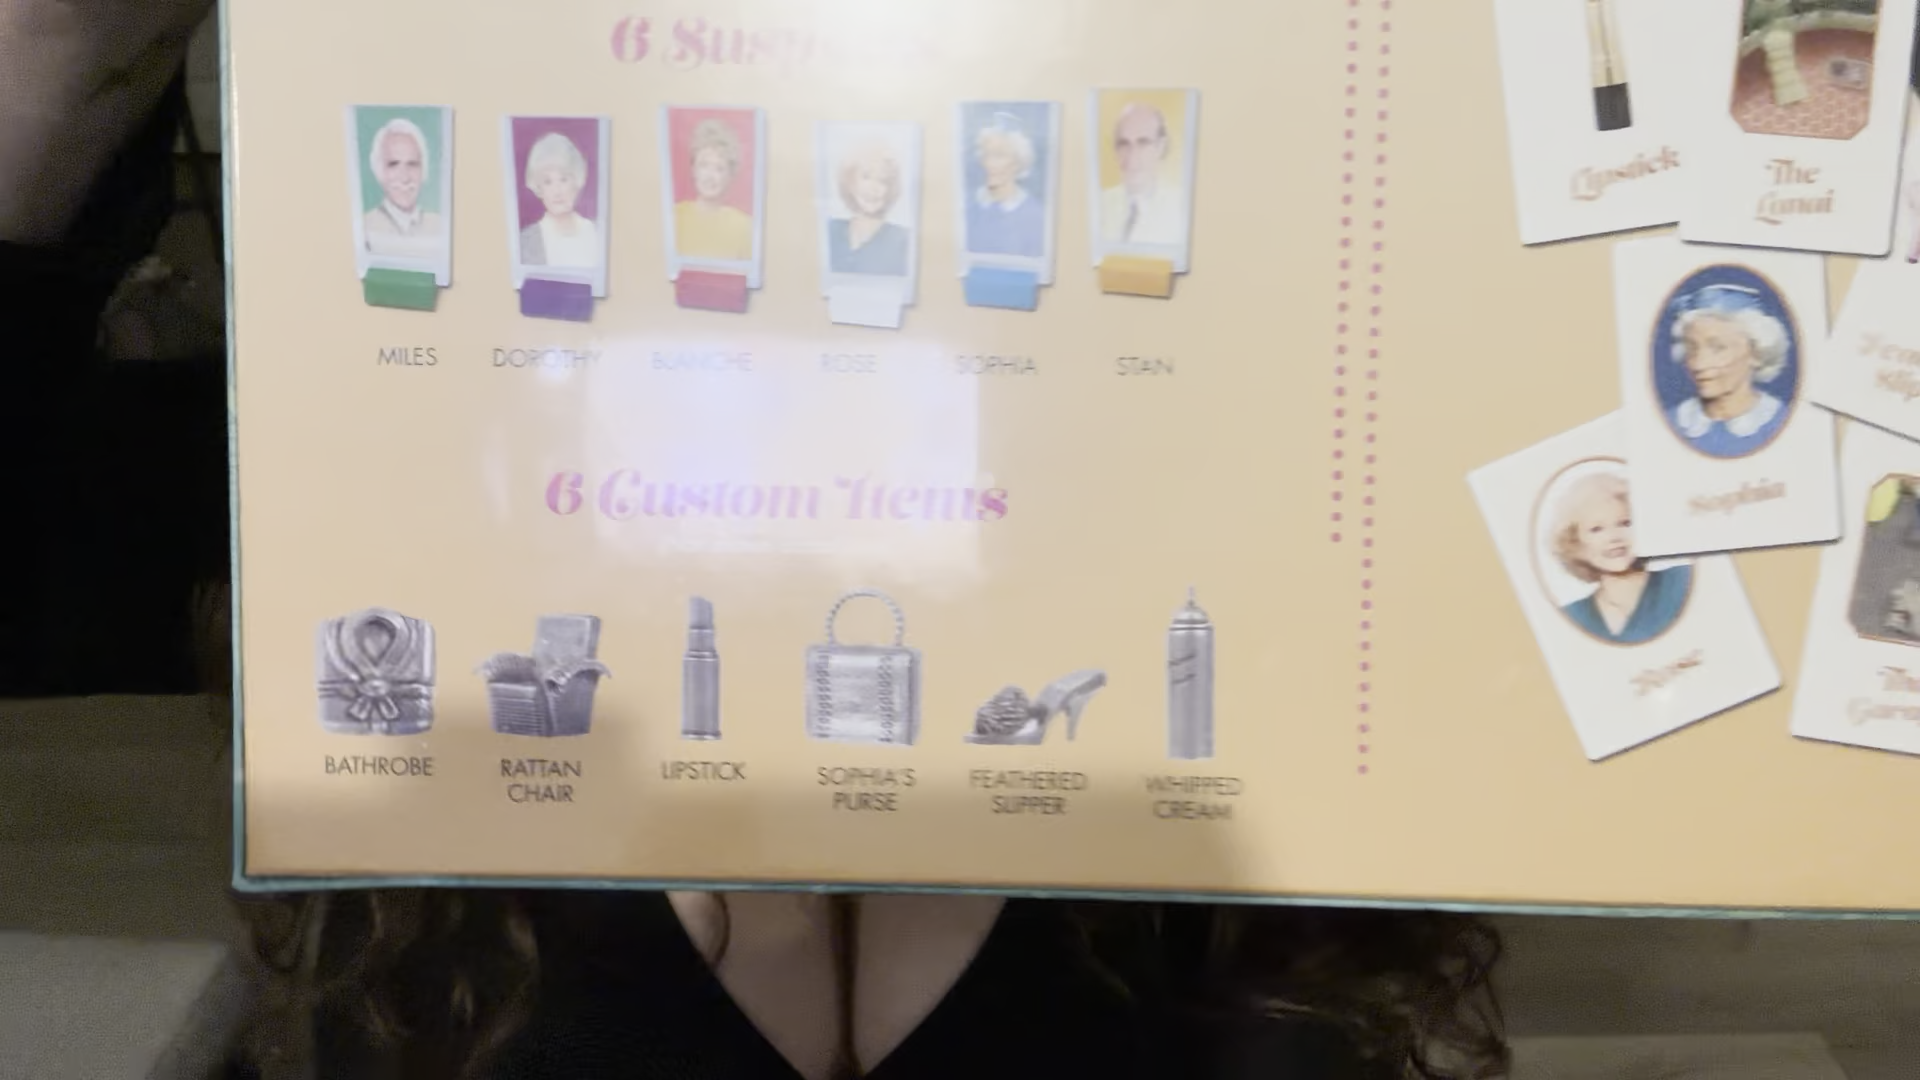 6
MILES
DOROTHY
BLANCHE
ROSE
SOPHIA
STAN
6 Custom Items
BATHROBE
RATTAN
CHAIR
LIPSTICK
SOPHIA'S
PURSE
FEATHERED
SLIPPER
WHIPPED
CREAM
Lipstick
The
Lanai
Sophia
Rose
The